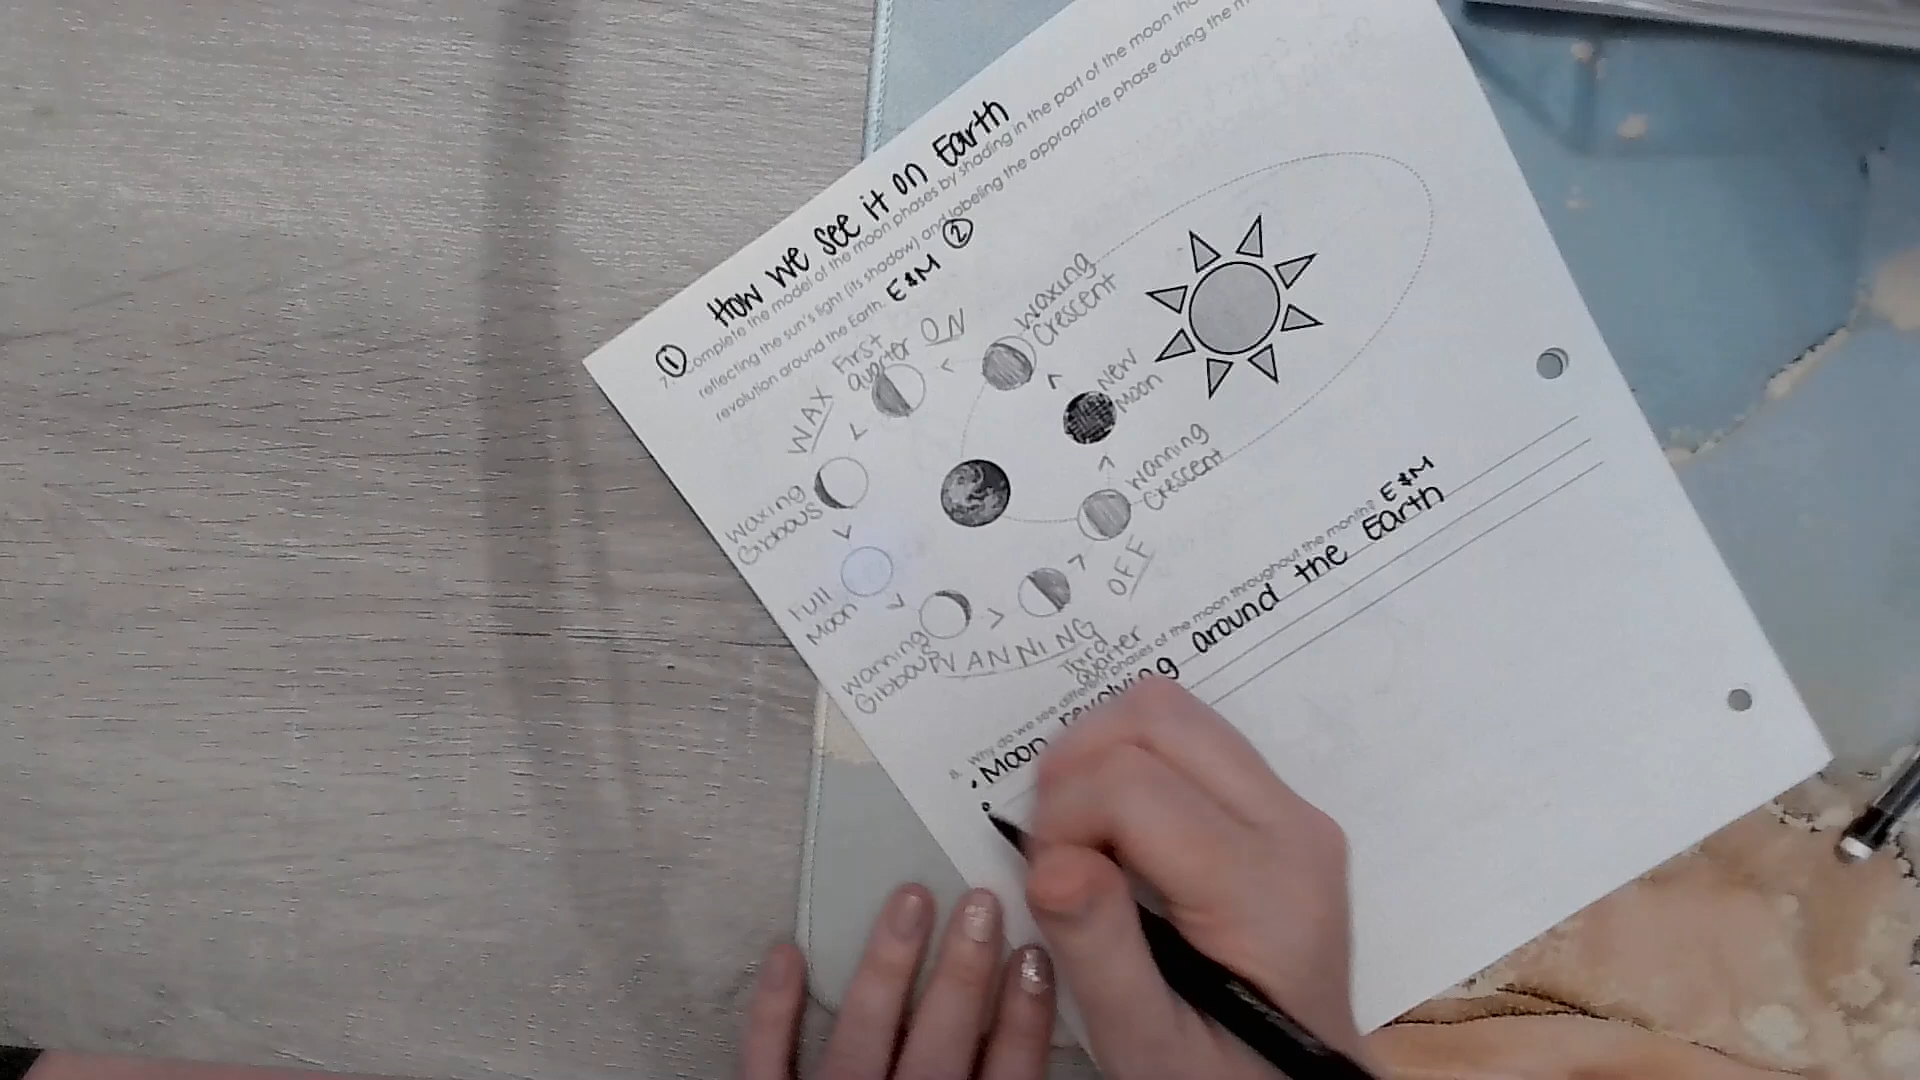 How we see it on Earth
① 7. Complete the model of the moon phases by shading in the part of the moon
reflecting the sun's light (its shadow) and labeling the appropriate phase during the
revolution around the Earth. E&M ②
WAX
First
Quarter
ON
Waxing
Crescent
New
Moon
Waxing
Gibbous
Wanning
Crescent
OFF
Full
Moon
Wanning
Gibbous
WANNING
Third
Quarter
8. Why do we see different phases of the moon throughout the month? E&M
• Moon revolving around the Earth